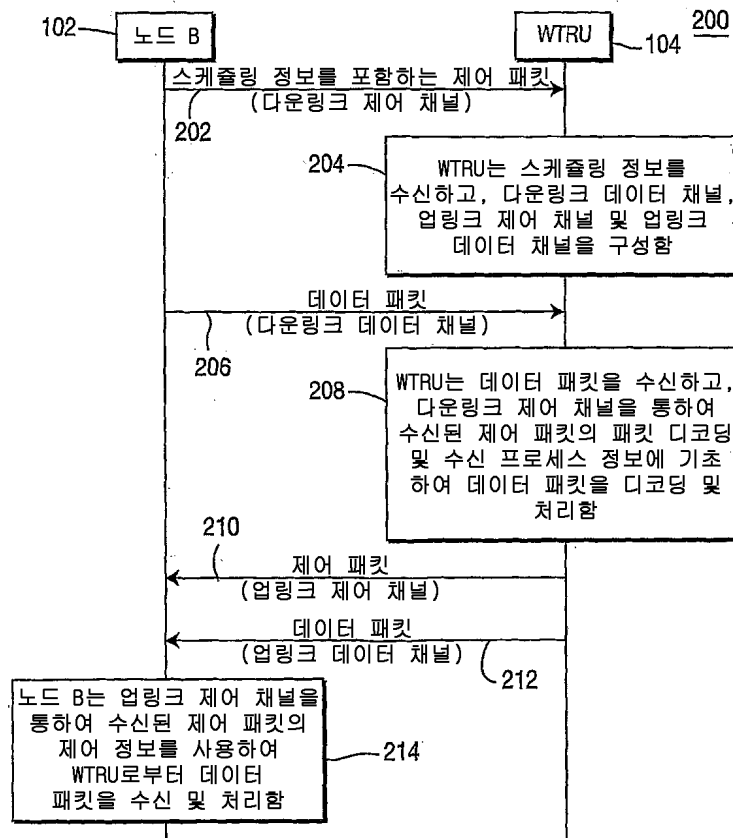 200
102
노드 B
WTRU
104
스케쥴링 정보를 포함하는 제어 패킷
(다운링크 제어 채널)
202
204
WTRU는 스케쥴링 정보를
수신하고, 다운링크 데이터 채널,
업링크 제어 채널 및 업링크
데이터 채널을 구성함
데이터 패킷
(다운링크 데이터 채널)
206
208
WTRU는 데이터 패킷을 수신하고,
다운링크 제어 채널을 통하여
수신된 제어 패킷의 패킷 디코딩
및 수신 프로세스 정보에 기초
하여 데이터 패킷을 디코딩 및
처리함
210
제어 패킷
(업링크 제어 채널)
데이터 패킷
(업링크 데이터 채널)
212
노드 B는 업링크 제어 채널을
통하여 수신된 제어 패킷의
제어 정보를 사용하여
WTRU로부터 데이터
패킷을 수신 및 처리함
214